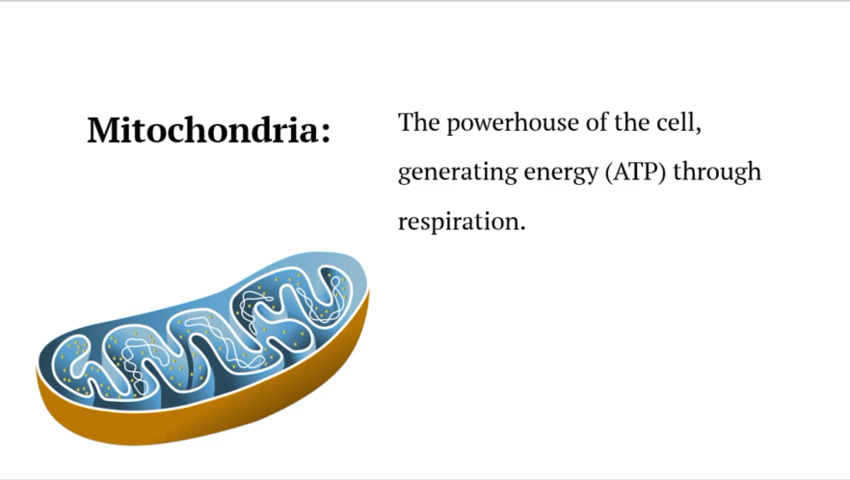 Mitochondria:
The powerhouse of the cell,
generating energy (ATP) through
respiration.